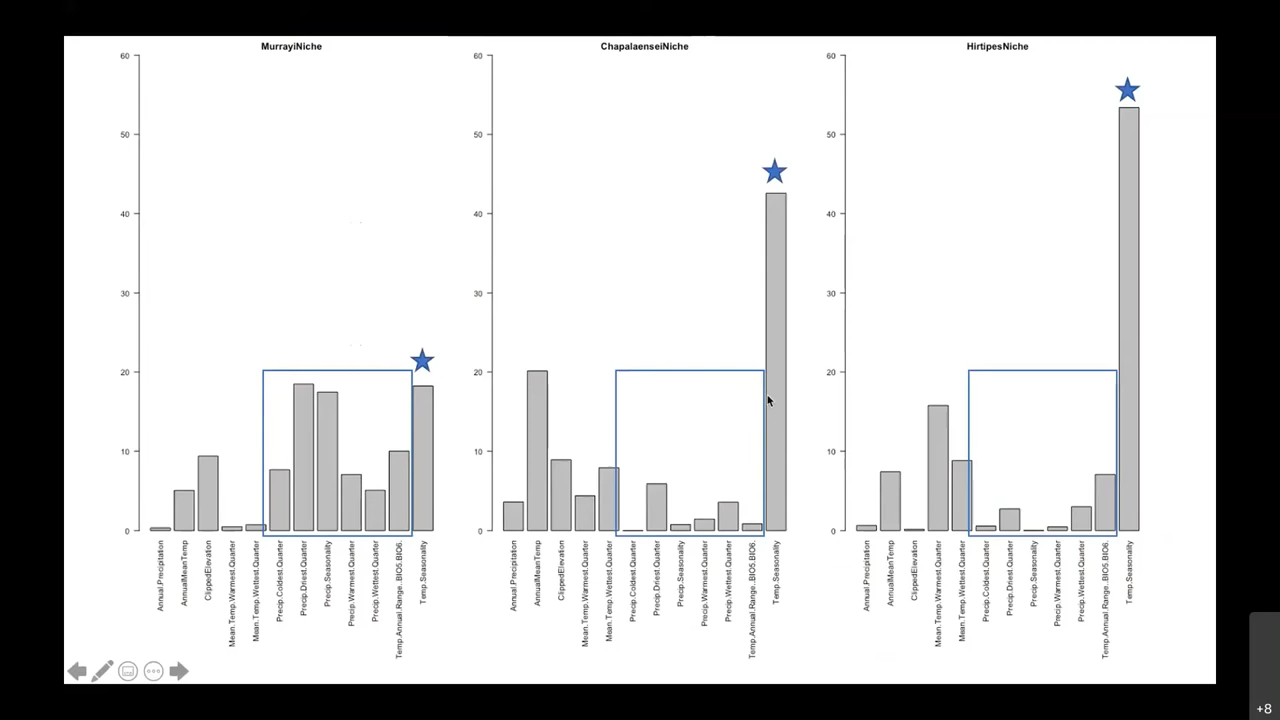 MurrayiNiche
60
50
40
30
20
10
0
Annual.Precipitation
AnnualMeanTemp
ClippedElevation
Mean.Temp.Warmest.Quarter
Mean.Temp.Wettest.Quarter
Precip.Coldest.Quarter
Precip.Driest.Quarter
Precip.Seasonality
Precip.Warmest.Quarter
Precip.Wettest.Quarter
Temp.Annual.Range..BIO5.BIO6.
Temp.Seasonality
ChapalaenseiNiche
60
50
40
30
20
10
0
Annual.Precipitation
AnnualMeanTemp
ClippedElevation
Mean.Temp.Warmest.Quarter
Mean.Temp.Wettest.Quarter
Precip.Coldest.Quarter
Precip.Driest.Quarter
Precip.Seasonality
Precip.Warmest.Quarter
Precip.Wettest.Quarter
Temp.Annual.Range..BIO5.BIO6.
Temp.Seasonality
HirtipesNiche
60
50
40
30
20
10
0
Annual.Precipitation
AnnualMeanTemp
ClippedElevation
Mean.Temp.Warmest.Quarter
Mean.Temp.Wettest.Quarter
Precip.Coldest.Quarter
Precip.Driest.Quarter
Precip.Seasonality
Precip.Warmest.Quarter
Precip.Wettest.Quarter
Temp.Annual.Range..BIO5.BIO6.
Temp.Seasonality
+8